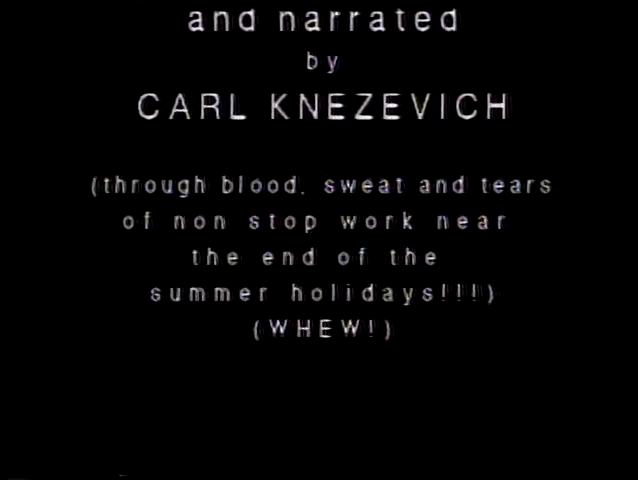 and narrated
by
CARL KNEZEVICH
(through blood, sweat and tears
of non stop work near
the end of the
summer holidays!!!!)
(WHEW!)